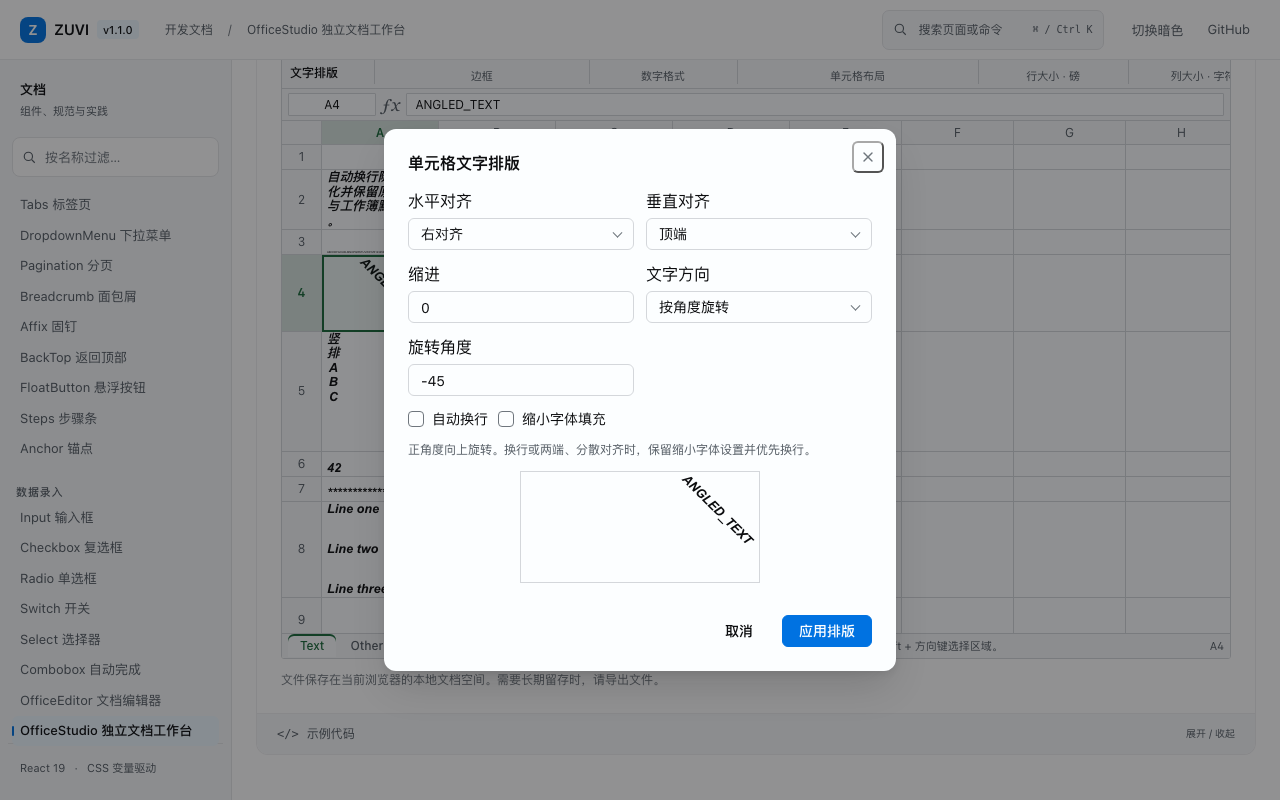 Z ZUVI v1.1.0 开发文档 / OfficeStudio 独立文档工作台 搜索页面或命令 ⌘ / Ctrl K 切换暗色 GitHub
文档
组件、规范与实践
按名称过滤...
Tabs 标签页
DropdownMenu 下拉菜单
Pagination 分页
Breadcrumb 面包屑
Affix 固钉
BackTop 返回顶部
FloatButton 悬浮按钮
Steps 步骤条
Anchor 锚点
数据录入
Input 输入框
Checkbox 复选框
Radio 单选框
Switch 开关
Select 选择器
Combobox 自动完成
OfficeEditor 文档编辑器
OfficeStudio 独立文档工作台
React 19 · CSS 变量驱动
文字排版 边框 数字格式 单元格布局 行大小 · 磅 列大小 · 字符
A4 fx ANGLED_TEXT
A F G H
1
2
自动换行
化并保留
与工作簿
。
3
4
ANGL
5
竖
排
A
B
C
6 42
7 ************
8
Line one
Line two
Line three
9
Text Other ft + 方向键选择区域。 A4
文件保存在当前浏览器的本地文档空间。需要长期留存时，请导出文件。
</> 示例代码 展开 / 收起
单元格文字排版
水平对齐 垂直对齐
右对齐 顶端
缩进 文字方向
0 按角度旋转
旋转角度
-45
自动换行 缩小字体填充
正角度向上旋转。换行或两端、分散对齐时，保留缩小字体设置并优先换行。
ANGLED_TEXT
取消 应用排版